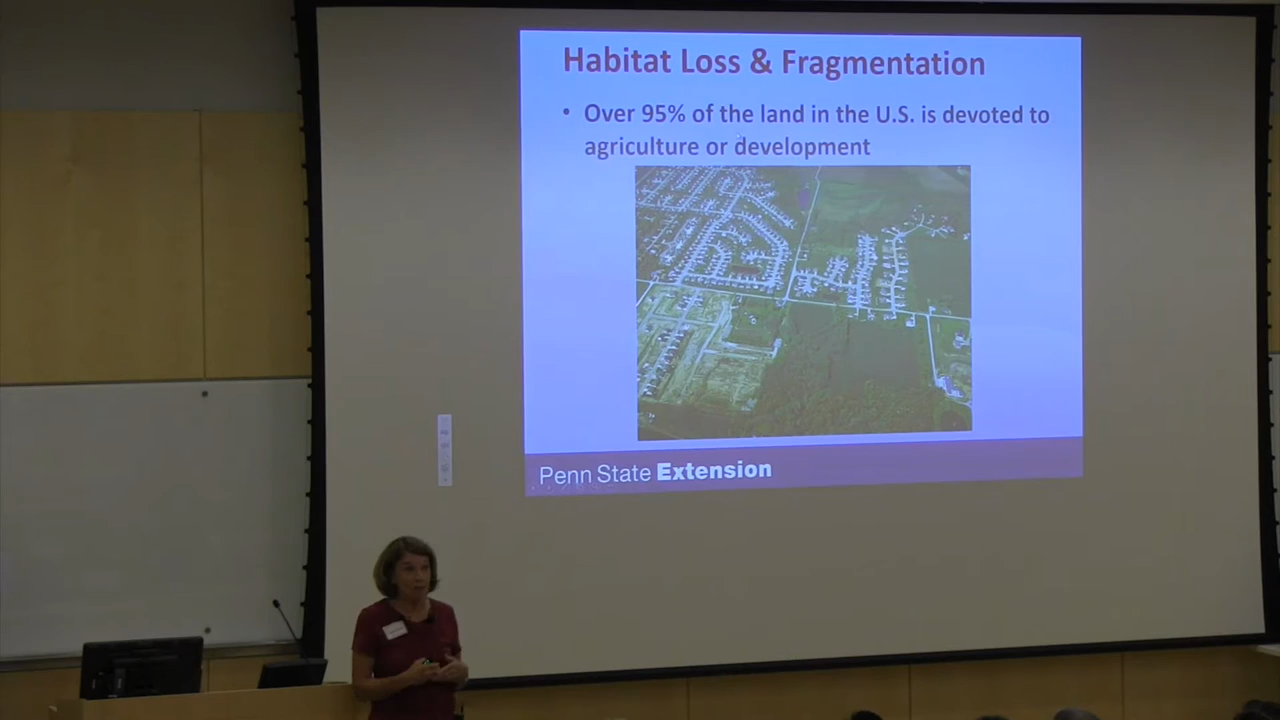 Habitat Loss & Fragmentation
• Over 95% of the land in the U.S. is devoted to
agriculture or development
Penn State Extension